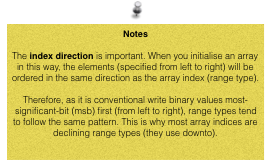 Notes
The index direction is important. When you initialise an array
in this way, the elements (specified from left to right) will be
ordered in the same direction as the array index (range type).
Therefore, as it is conventional write binary values most-
significant-bit (msb) first (from left to right), range types tend
to follow the same pattern. This is why most array indices are
declining range types (they use downto).